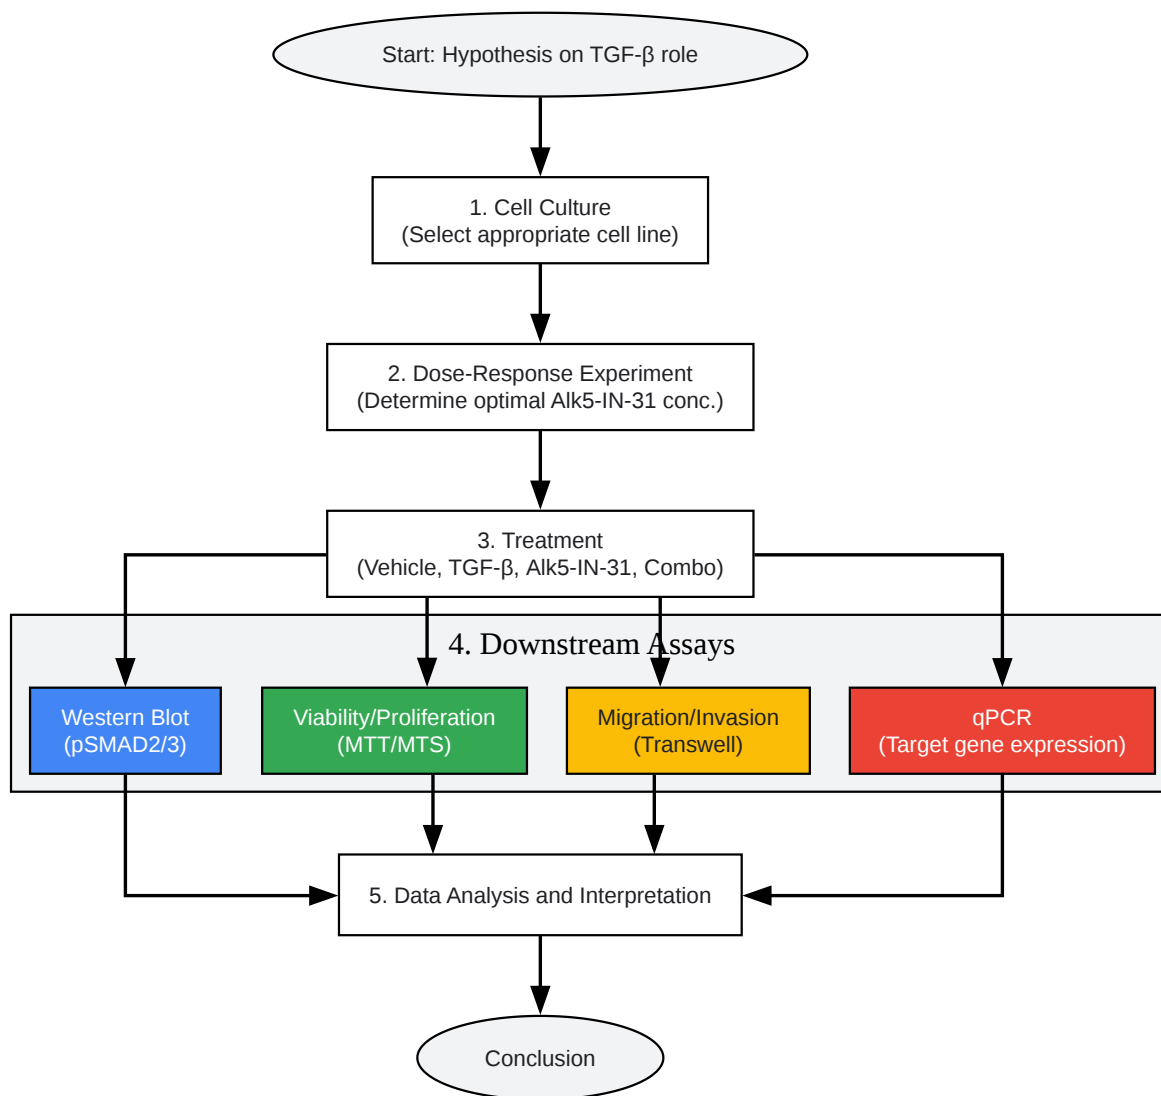 Start: Hypothesis on TGF-β role
1. Cell Culture
(Select appropriate cell line)
2. Dose-Response Experiment
(Determine optimal Alk5-IN-31 conc.)
3. Treatment
(Vehicle, TGF-β, Alk5-IN-31, Combo)
4. Downstream Assays
Western Blot
(pSMAD2/3)
Viability/Proliferation
(MTT/MTS)
Migration/Invasion
(Transwell)
qPCR
(Target gene expression)
5. Data Analysis and Interpretation
Conclusion